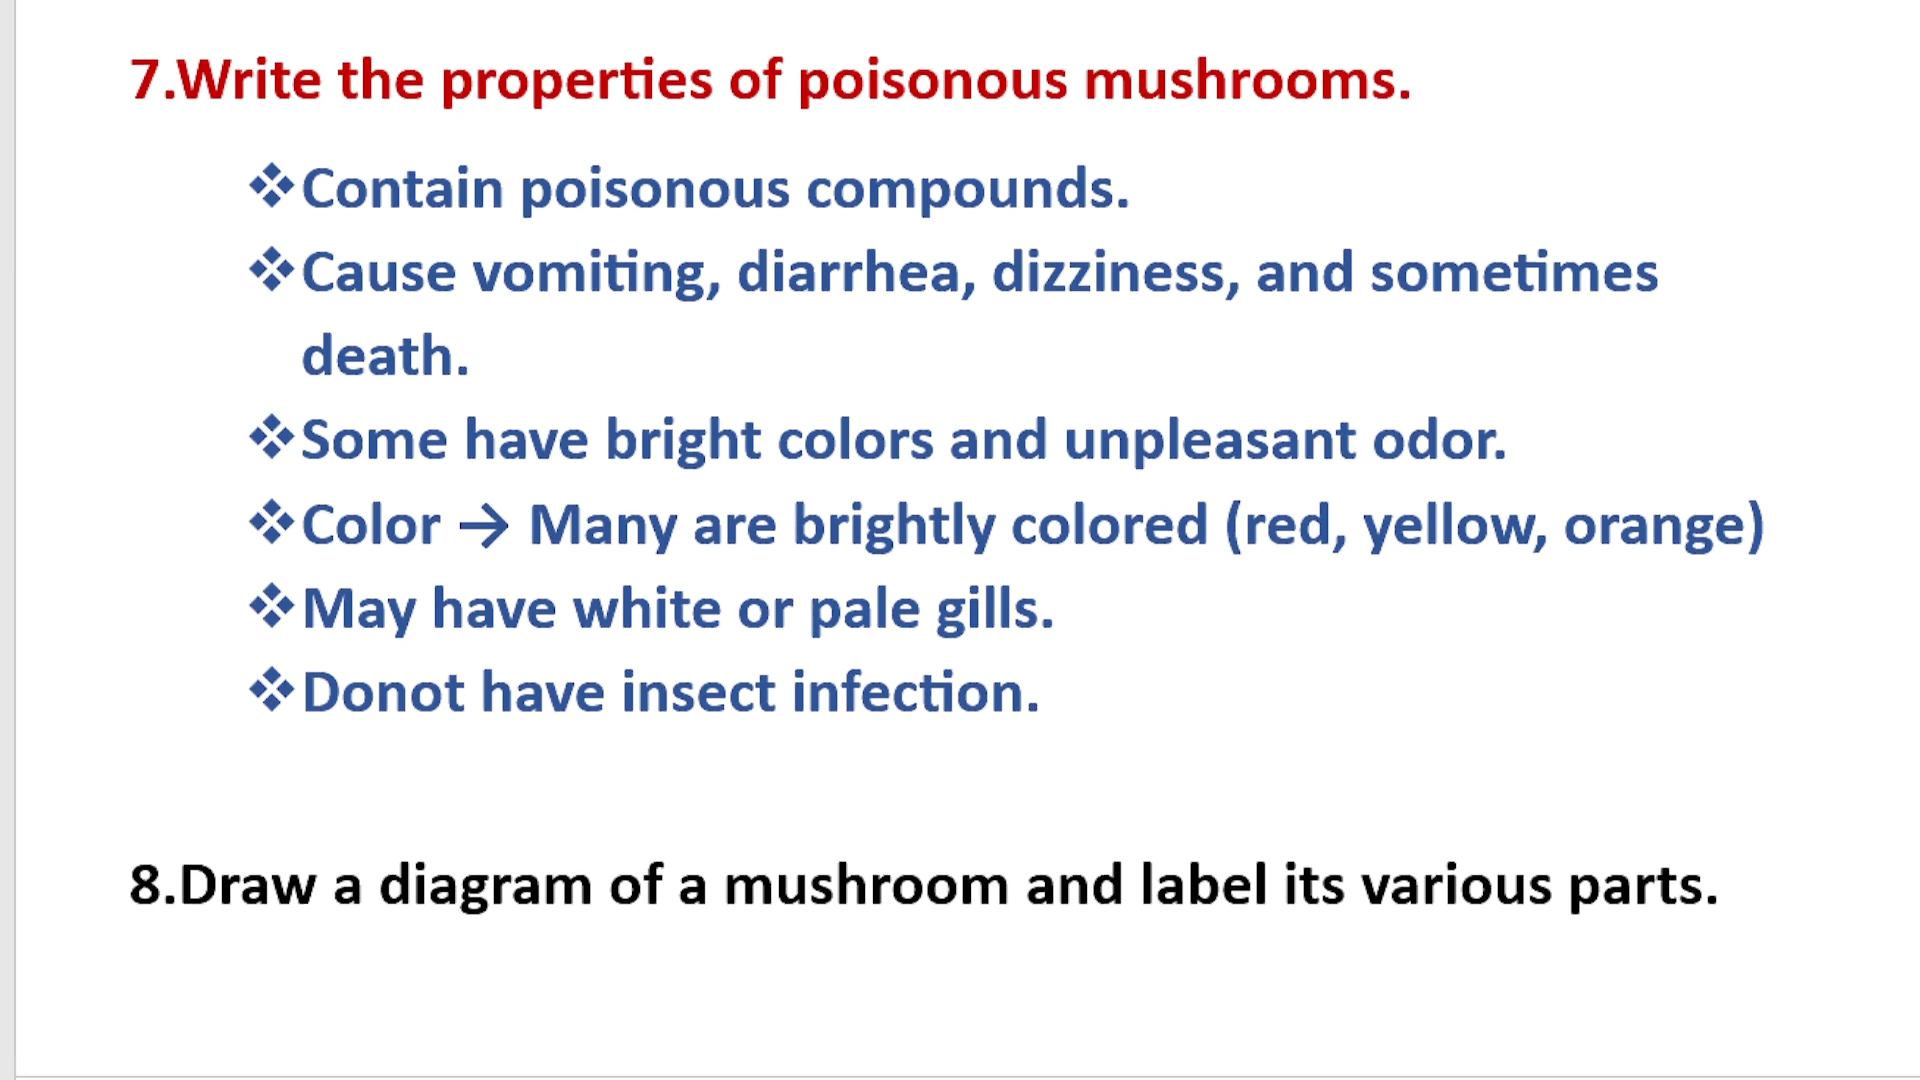 7.Write the properties of poisonous mushrooms.
❖Contain poisonous compounds.
❖Cause vomiting, diarrhea, dizziness, and sometimes
death.
❖Some have bright colors and unpleasant odor.
❖Color → Many are brightly colored (red, yellow, orange)
❖May have white or pale gills.
❖Donot have insect infection.
8.Draw a diagram of a mushroom and label its various parts.